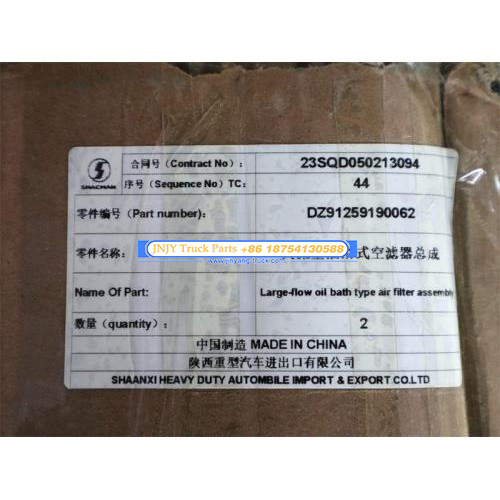 SHACMAN
合同号 (Contract No) : 23SQD050213094
序号 (Sequence No) TC: 44
零件编号 (Part number): DZ91259190062
零件名称: 式空滤器总成
JNJY Truck Parts +86 18754130588
Name Of Part: Large-flow oil bath type air filter assembly
数量 (quantity) : 2
中国制造 MADE IN CHINA
陕西重型汽车进出口有限公司
SHAANXI HEAVY DUTY AUTOMBILE IMPORT & EXPORT CO.LTD